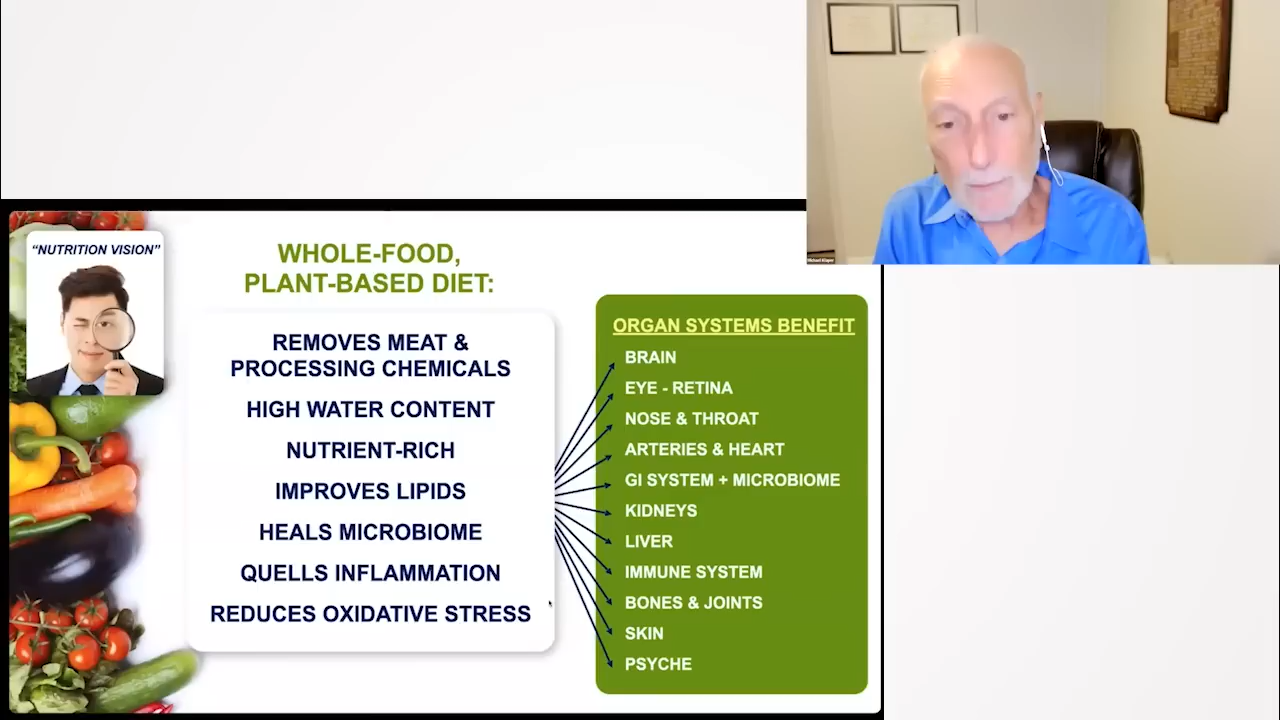 Michael Klaper
“NUTRITION VISION”
WHOLE-FOOD,
PLANT-BASED DIET:
REMOVES MEAT &
PROCESSING CHEMICALS
HIGH WATER CONTENT
NUTRIENT-RICH
IMPROVES LIPIDS
HEALS MICROBIOME
QUELLS INFLAMMATION
REDUCES OXIDATIVE STRESS
ORGAN SYSTEMS BENEFIT
BRAIN
EYE - RETINA
NOSE & THROAT
ARTERIES & HEART
GI SYSTEM + MICROBIOME
KIDNEYS
LIVER
IMMUNE SYSTEM
BONES & JOINTS
SKIN
PSYCHE